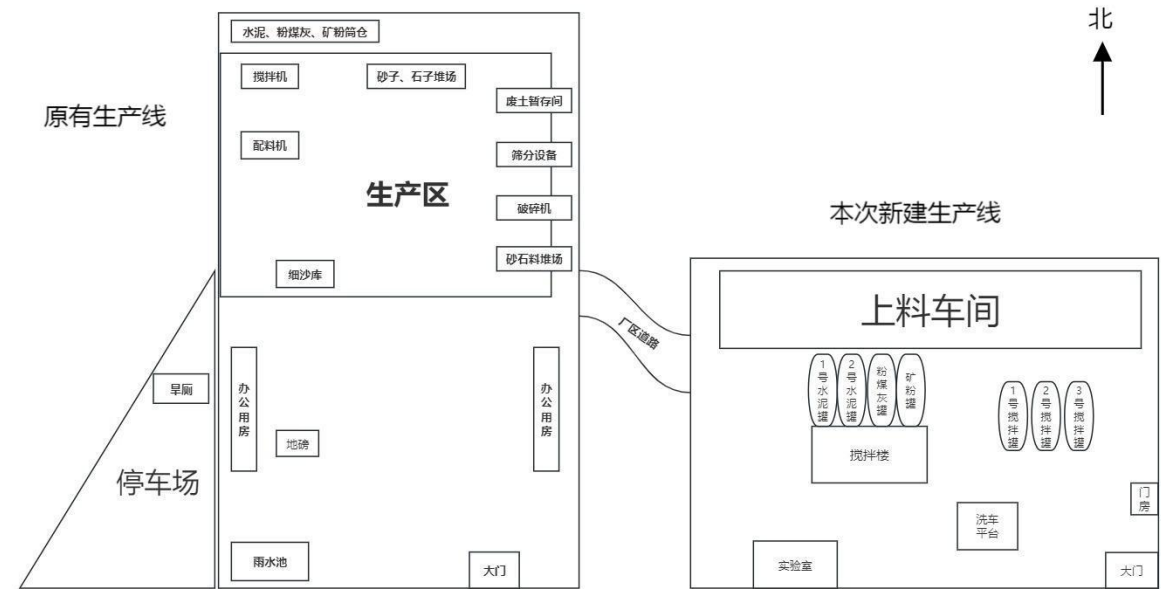 北
水泥、粉煤灰、矿粉筒仓
原有生产线
搅拌机
砂子、石子堆场
废土暂存间
配料机
筛分设备
生产区
破碎机
砂石料堆场
细沙库
本次新建生产线
上料车间
厂区道路
旱厕
停车场
办公用房
地磅
办公用房
雨水池
大门
1号水泥罐
2号水泥罐
粉煤灰罐
矿粉罐
1号搅拌罐
2号搅拌罐
3号搅拌罐
搅拌楼
门房
洗车
平台
实验室
大门